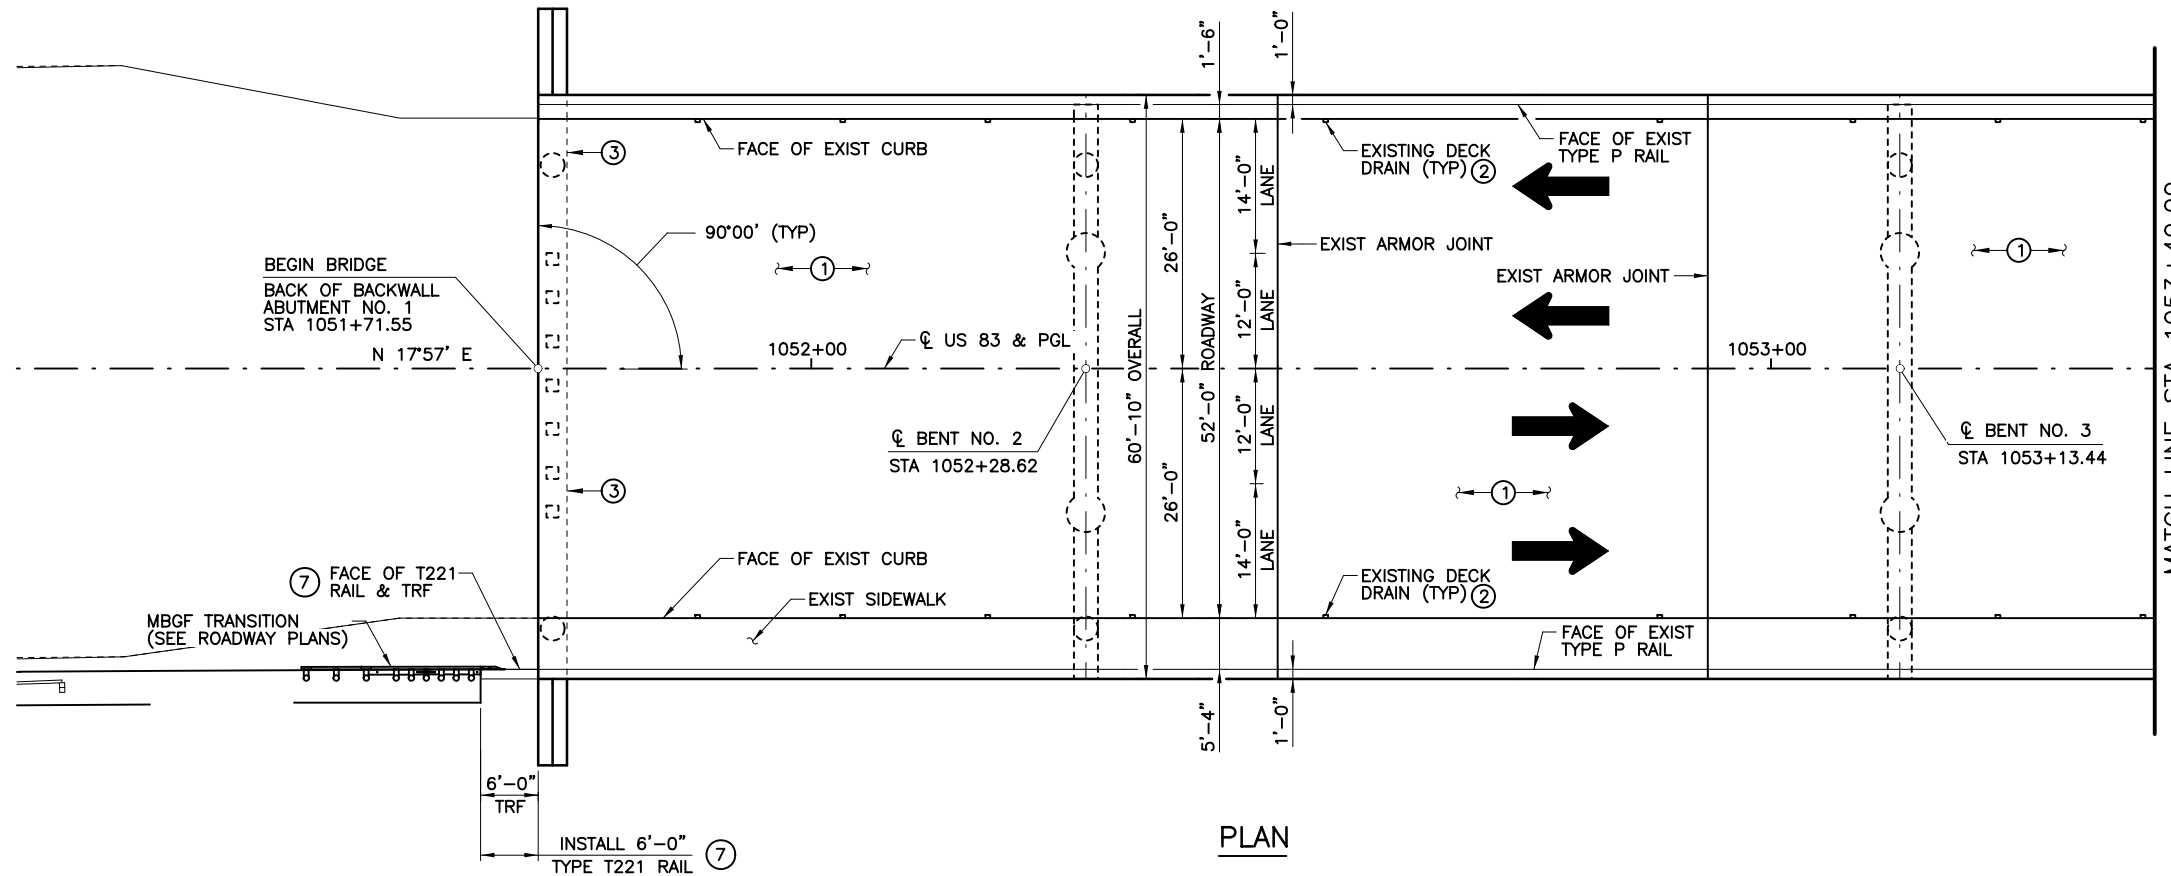 1'-6"
1'-0"
FACE OF EXIST CURB
3
EXISTING DECK
DRAIN (TYP) 2
FACE OF EXIST
TYPE P RAIL
14'-0"
LANE
90°00' (TYP)
1
26'-0"
EXIST ARMOR JOINT
EXIST ARMOR JOINT
1
BEGIN BRIDGE
BACK OF BACKWALL
ABUTMENT NO. 1
STA 1051+71.55
N 17°57' E
1052+00
℄ US 83 & PGL
60'-10" OVERALL
52'-0" ROADWAY
12'-0"
LANE
1053+00
℄ BENT NO. 2
STA 1052+28.62
12'-0"
LANE
℄ BENT NO. 3
STA 1053+13.44
3
26'-0"
1
14'-0"
LANE
7 FACE OF T221
RAIL & TRF
FACE OF EXIST CURB
EXIST SIDEWALK
EXISTING DECK
DRAIN (TYP) 2
MBGF TRANSITION
(SEE ROADWAY PLANS)
FACE OF EXIST
TYPE P RAIL
5'-4"
1'-0"
6'-0"
TRF
INSTALL 6'-0"
TYPE T221 RAIL 7
PLAN